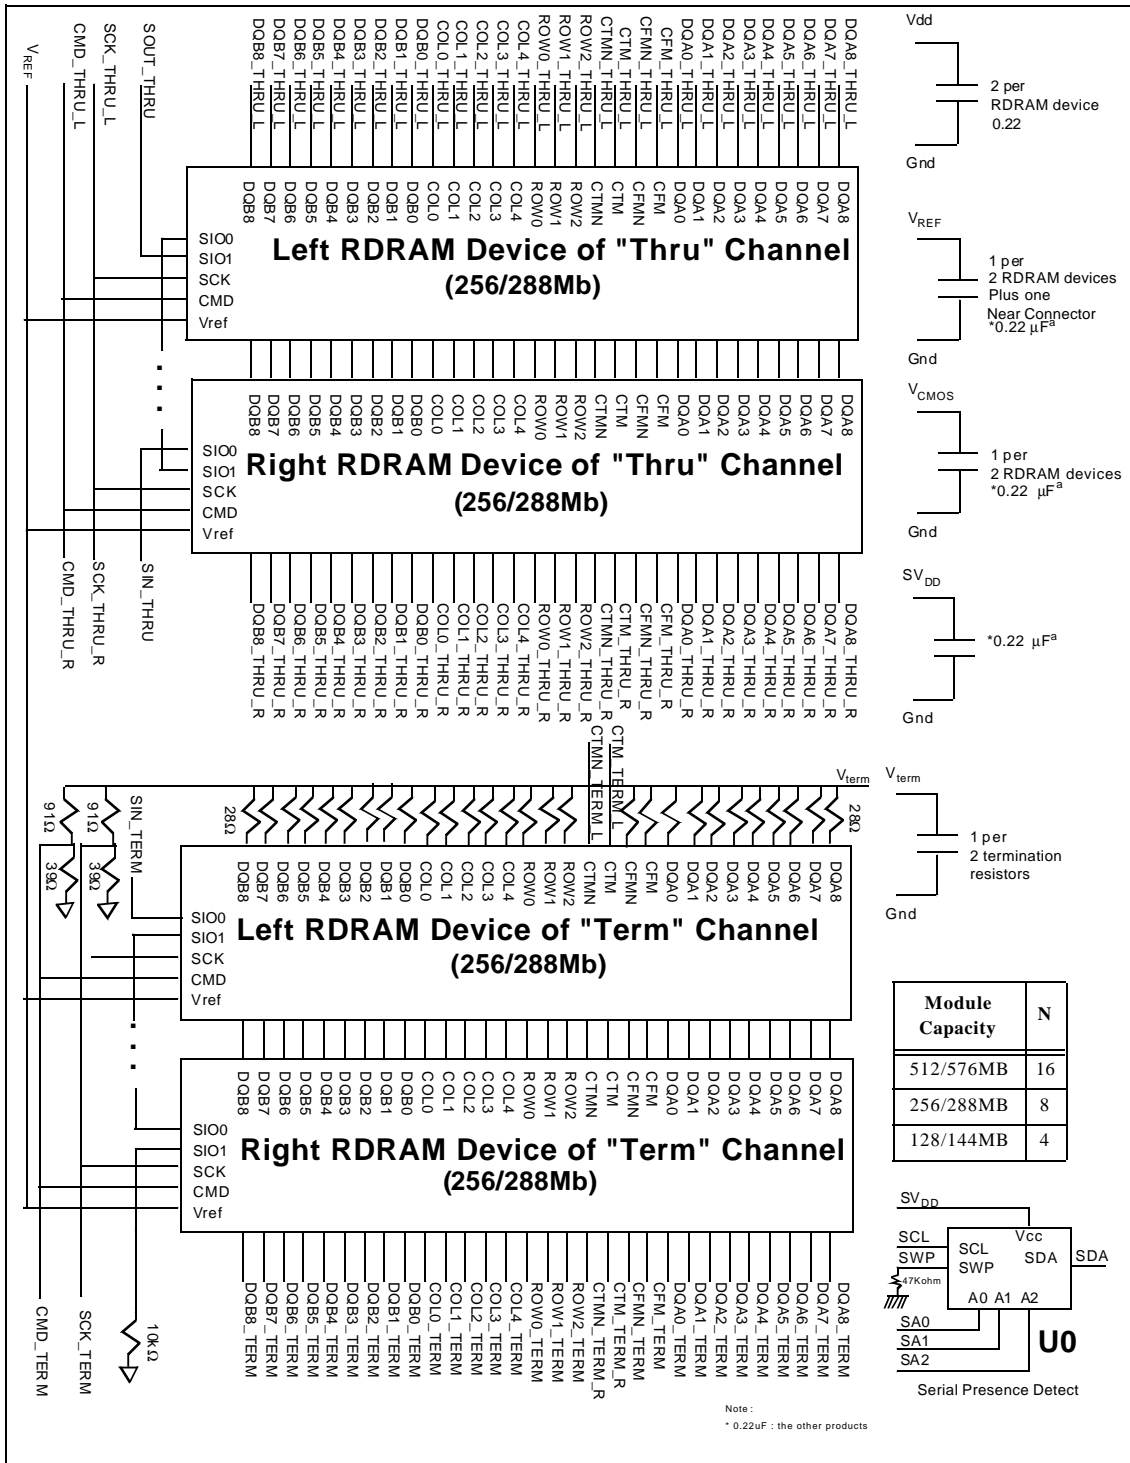 VREF
CMD_THRU_L
SCK_THRU_L
SOUT_THRU
DQB8_THRU_L
DQB7_THRU_L
DQB6_THRU_L
DQB5_THRU_L
DQB4_THRU_L
DQB3_THRU_L
DQB2_THRU_L
DQB1_THRU_L
DQB0_THRU_L
COL0_THRU_L
COL1_THRU_L
COL2_THRU_L
COL3_THRU_L
COL4_THRU_L
ROW0_THRU_L
ROW1_THRU_L
ROW2_THRU_L
CTMN_THRU_L
CTM_THRU_L
CFMN_THRU_L
CFM_THRU_L
DQA0_THRU_L
DQA1_THRU_L
DQA2_THRU_L
DQA3_THRU_L
DQA4_THRU_L
DQA5_THRU_L
DQA6_THRU_L
DQA7_THRU_L
DQA8_THRU_L
DQB8 DQB7 DQB6 DQB5 DQB4 DQB3 DQB2 DQB1 DQB0 COL0 COL1 COL2 COL3 COL4 ROW0 ROW1 ROW2 CTMN CTM CFMN CFM DQA0 DQA1 DQA2 DQA3 DQA4 DQA5 DQA6 DQA7 DQA8
SIO0
SIO1
SCK
CMD
Vref
Left RDRAM Device of "Thru" Channel
(256/288Mb)
DQB8 DQB7 DQB6 DQB5 DQB4 DQB3 DQB2 DQB1 DQB0 COL0 COL1 COL2 COL3 COL4 ROW0 ROW1 ROW2 CTMN CTM CFMN CFM DQA0 DQA1 DQA2 DQA3 DQA4 DQA5 DQA6 DQA7 DQA8
SIO0
SIO1
SCK
CMD
Vref
Right RDRAM Device of "Thru" Channel
(256/288Mb)
CMD_THRU_R
SCK_THRU_R
SIN_THRU
DQB8_THRU_R
DQB7_THRU_R
DQB6_THRU_R
DQB5_THRU_R
DQB4_THRU_R
DQB3_THRU_R
DQB2_THRU_R
DQB1_THRU_R
DQB0_THRU_R
COL0_THRU_R
COL1_THRU_R
COL2_THRU_R
COL3_THRU_R
COL4_THRU_R
ROW0_THRU_R
ROW1_THRU_R
ROW2_THRU_R
CTMN_THRU_R
CTM_THRU_R
CFMN_THRU_R
CFM_THRU_R
DQA0_THRU_R
DQA1_THRU_R
DQA2_THRU_R
DQA3_THRU_R
DQA4_THRU_R
DQA5_THRU_R
DQA6_THRU_R
DQA7_THRU_R
DQA8_THRU_R
CTMN_TERM_L
CTM_TERM_L
Vterm
91Ω
91Ω
39Ω
39Ω
SIN_TERM
28Ω
28Ω
DQB8 DQB7 DQB6 DQB5 DQB4 DQB3 DQB2 DQB1 DQB0 COL0 COL1 COL2 COL3 COL4 ROW0 ROW1 ROW2 CTMN CTM CFMN CFM DQA0 DQA1 DQA2 DQA3 DQA4 DQA5 DQA6 DQA7 DQA8
SIO0
SIO1
SCK
CMD
Vref
Left RDRAM Device of "Term" Channel
(256/288Mb)
DQB8 DQB7 DQB6 DQB5 DQB4 DQB3 DQB2 DQB1 DQB0 COL0 COL1 COL2 COL3 COL4 ROW0 ROW1 ROW2 CTMN CTM CFMN CFM DQA0 DQA1 DQA2 DQA3 DQA4 DQA5 DQA6 DQA7 DQA8
SIO0
SIO1
SCK
CMD
Vref
Right RDRAM Device of "Term" Channel
(256/288Mb)
CMD_TERM
SCK_TERM
10kΩ
DQB8_TERM
DQB7_TERM
DQB6_TERM
DQB5_TERM
DQB4_TERM
DQB3_TERM
DQB2_TERM
DQB1_TERM
DQB0_TERM
COL0_TERM
COL1_TERM
COL2_TERM
COL3_TERM
COL4_TERM
ROW0_TERM
ROW1_TERM
ROW2_TERM
CTMN_TERM_R
CTM_TERM_R
CFMN_TERM
CFM_TERM
DQA0_TERM
DQA1_TERM
DQA2_TERM
DQA3_TERM
DQA4_TERM
DQA5_TERM
DQA6_TERM
DQA7_TERM
DQA8_TERM
Vdd
2 per
RDRAM device
0.22
Gnd
VREF
1 per
2 RDRAM devices
Plus one
Near Connector
*0.22 µFa
Gnd
VCMOS
1 per
2 RDRAM devices
*0.22 µFa
Gnd
SVDD
*0.22 µFa
Gnd
Vterm
1 per
2 termination
resistors
Gnd
Module Capacity N
512/576MB 16
256/288MB 8
128/144MB 4
SVDD
SCL
SWP
47Kohm
Vcc
SCL
SWP
SDA
SDA
A0 A1 A2
SA0
SA1
SA2
U0
Serial Presence Detect
Note :
* 0.22uF : the other products